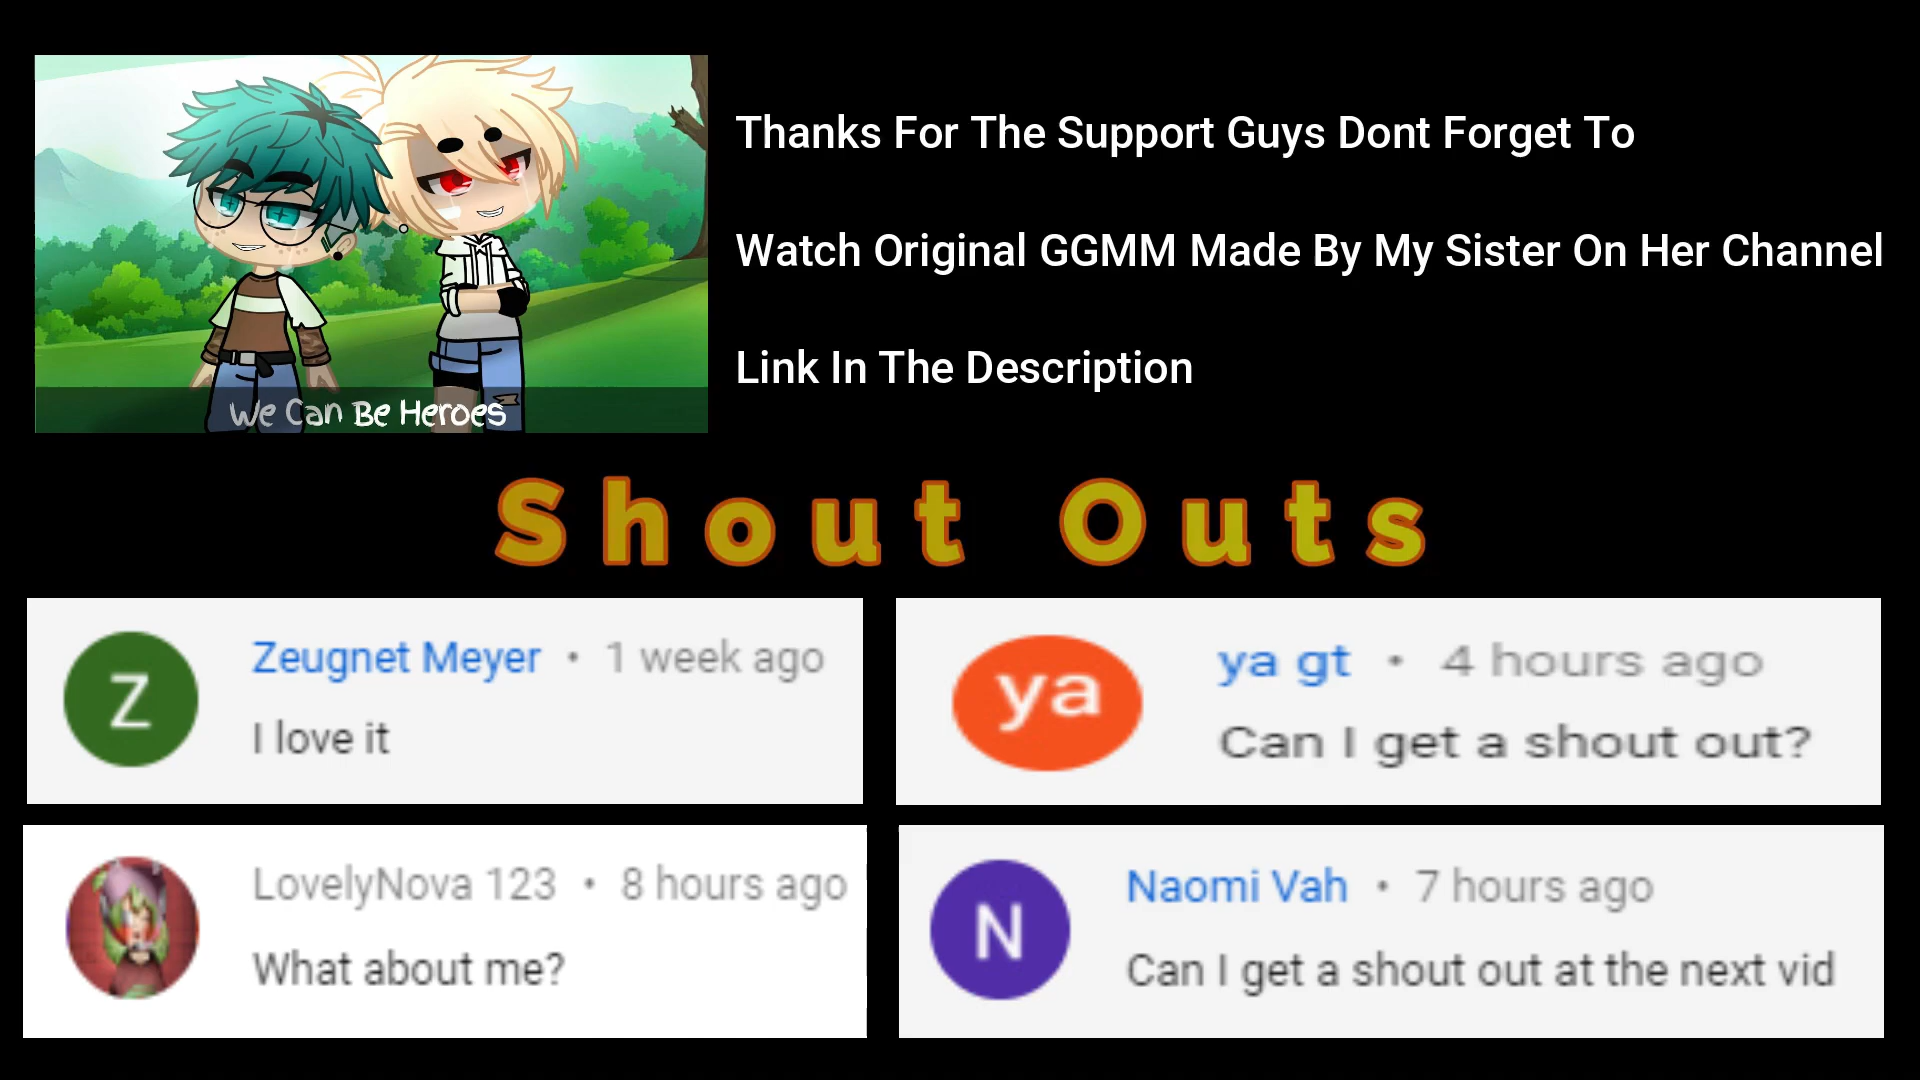 Thanks For The Support Guys Dont Forget To
Watch Original GGMM Made By My Sister On Her Channel
Link In The Description
We Can Be Heroes
Shout Outs
Z
Zeugnet Meyer • 1 week ago
I love it
ya
ya gt • 4 hours ago
Can I get a shout out?
LovelyNova 123 • 8 hours ago
What about me?
N
Naomi Vah • 7 hours ago
Can I get a shout out at the next vid